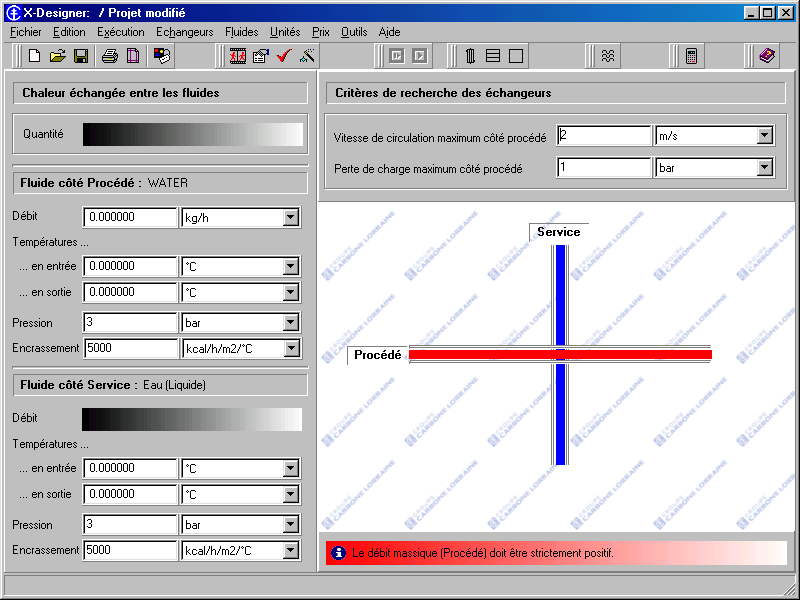 X-Designer: / Projet modifié
Fichier Edition Exécution Echangeurs Fluides Unités Prix Outils Aide
Chaleur échangée entre les fluides
Quantité
Fluide côté Procédé : WATER
Débit 0.000000 kg/h
Températures ...
... en entrée 0.000000 °C
... en sortie 0.000000 °C
Pression 3 bar
Encrassement 5000 kcal/h/m2/°C
Fluide côté Service : Eau (Liquide)
Débit
Températures ...
... en entrée 0.000000 °C
... en sortie 0.000000 °C
Pression 3 bar
Encrassement 5000 kcal/h/m2/°C
Critères de recherche des échangeurs
Vitesse de circulation maximum côté procédé 2 m/s
Perte de charge maximum côté procédé 1 bar
Service
Procédé
GROUPE
CARBONE LORRAINE
Le débit massique (Procédé) doit être strictement positif.